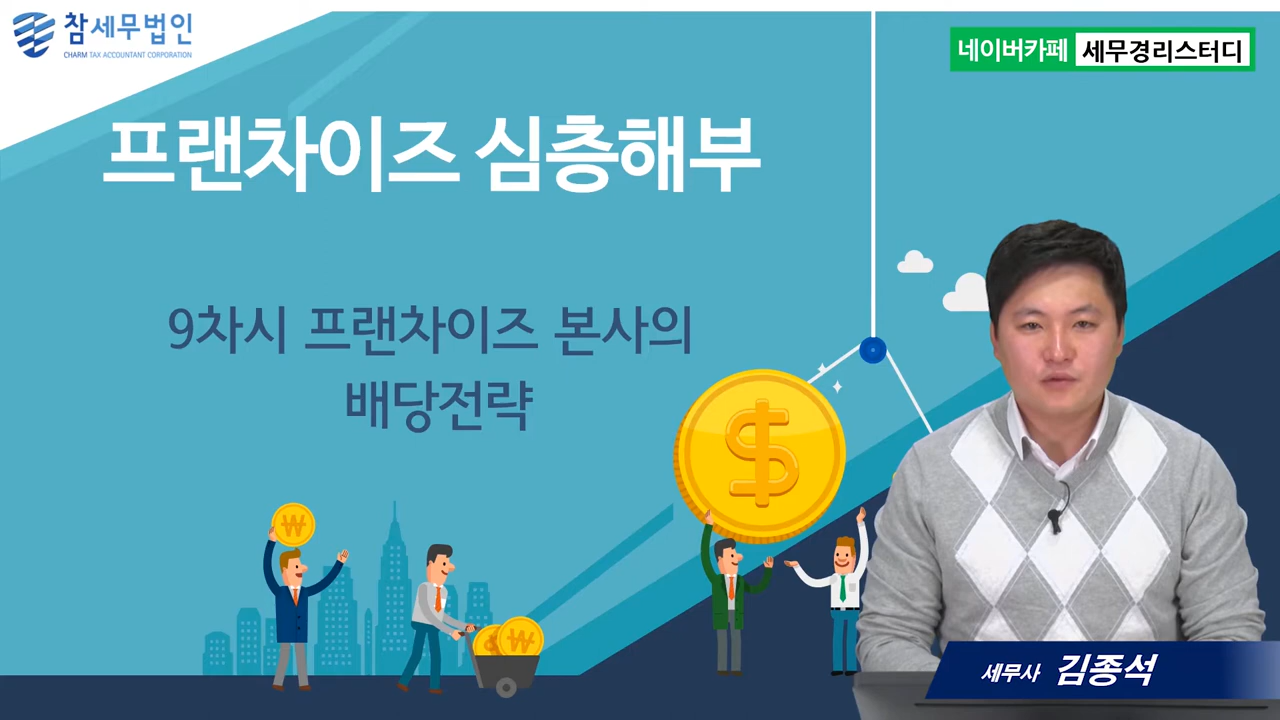 참세무법인
CHARM TAX ACCOUNTANT CORPORATION
네이버카페 세무경리스터디
프랜차이즈 심층해부
9차시 프랜차이즈 본사의
배당전략
$
₩
₩
세무사 김종석